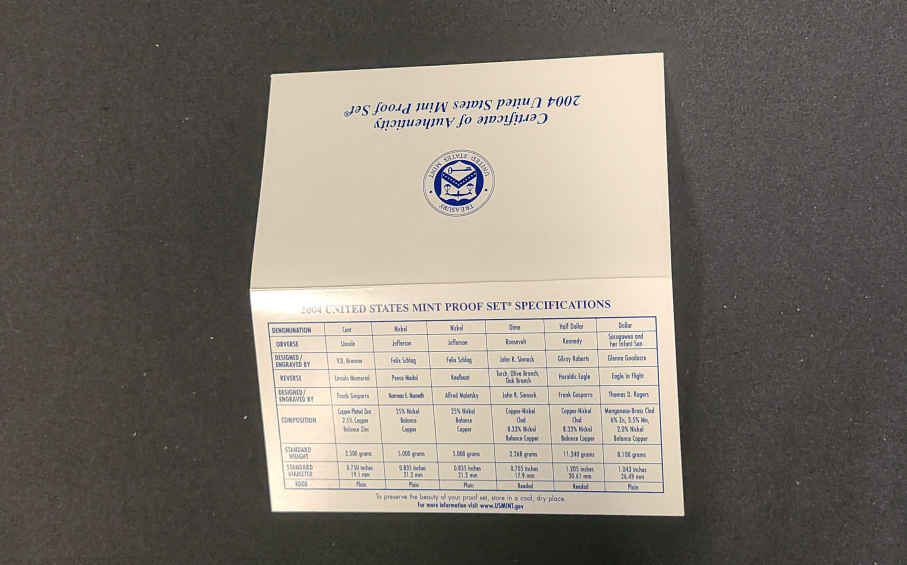 Certificate of Authenticity
2004 United States Mint Proof Set®
UNITED STATES MINT
TREASURY
2004 UNITED STATES MINT PROOF SET® SPECIFICATIONS
DENOMINATION Cent Nickel Nickel Dime Half Dollar Dollar
OBVERSE Lincoln Jefferson Jefferson Roosevelt Kennedy Sacagawea and
her Infant Son
DESIGNED/
ENGRAVED BY V.D. Brenner Felix Schlag Felix Schlag John R. Sinnock Gilroy Roberts Glenna Goodacre
REVERSE Lincoln Memorial Peace Medal Keelboat Torch, Olive Branch,
Oak Branch Heraldic Eagle Eagle in Flight
DESIGNED/
ENGRAVED BY Frank Gasparro Norman E. Nemeth Alfred Maletsky John R. Sinnock Frank Gasparro Thomas D. Rogers
COMPOSITION Copper-Plated Zinc
2.5% Copper
Balance Zinc 25% Nickel
Balance
Copper 25% Nickel
Balance
Copper Copper-Nickel
Clad
8.33% Nickel
Balance Copper Copper-Nickel
Clad
8.33% Nickel
Balance Copper Manganese-Brass Clad
6% Zn, 3.5% Mn,
2.0% Nickel
Balance Copper
STANDARD
WEIGHT 2.500 grams 5.000 grams 5.000 grams 2.268 grams 11.340 grams 8.100 grams
STANDARD
DIAMETER 0.750 inches
19.1 mm 0.835 inches
21.2 mm 0.835 inches
21.2 mm 0.705 inches
17.9 mm 1.205 inches
30.61 mm 1.043 inches
26.49 mm
EDGE Plain Plain Plain Reeded Reeded Plain
To preserve the beauty of your proof set, store in a cool, dry place.
For more information visit www.USMINT.gov